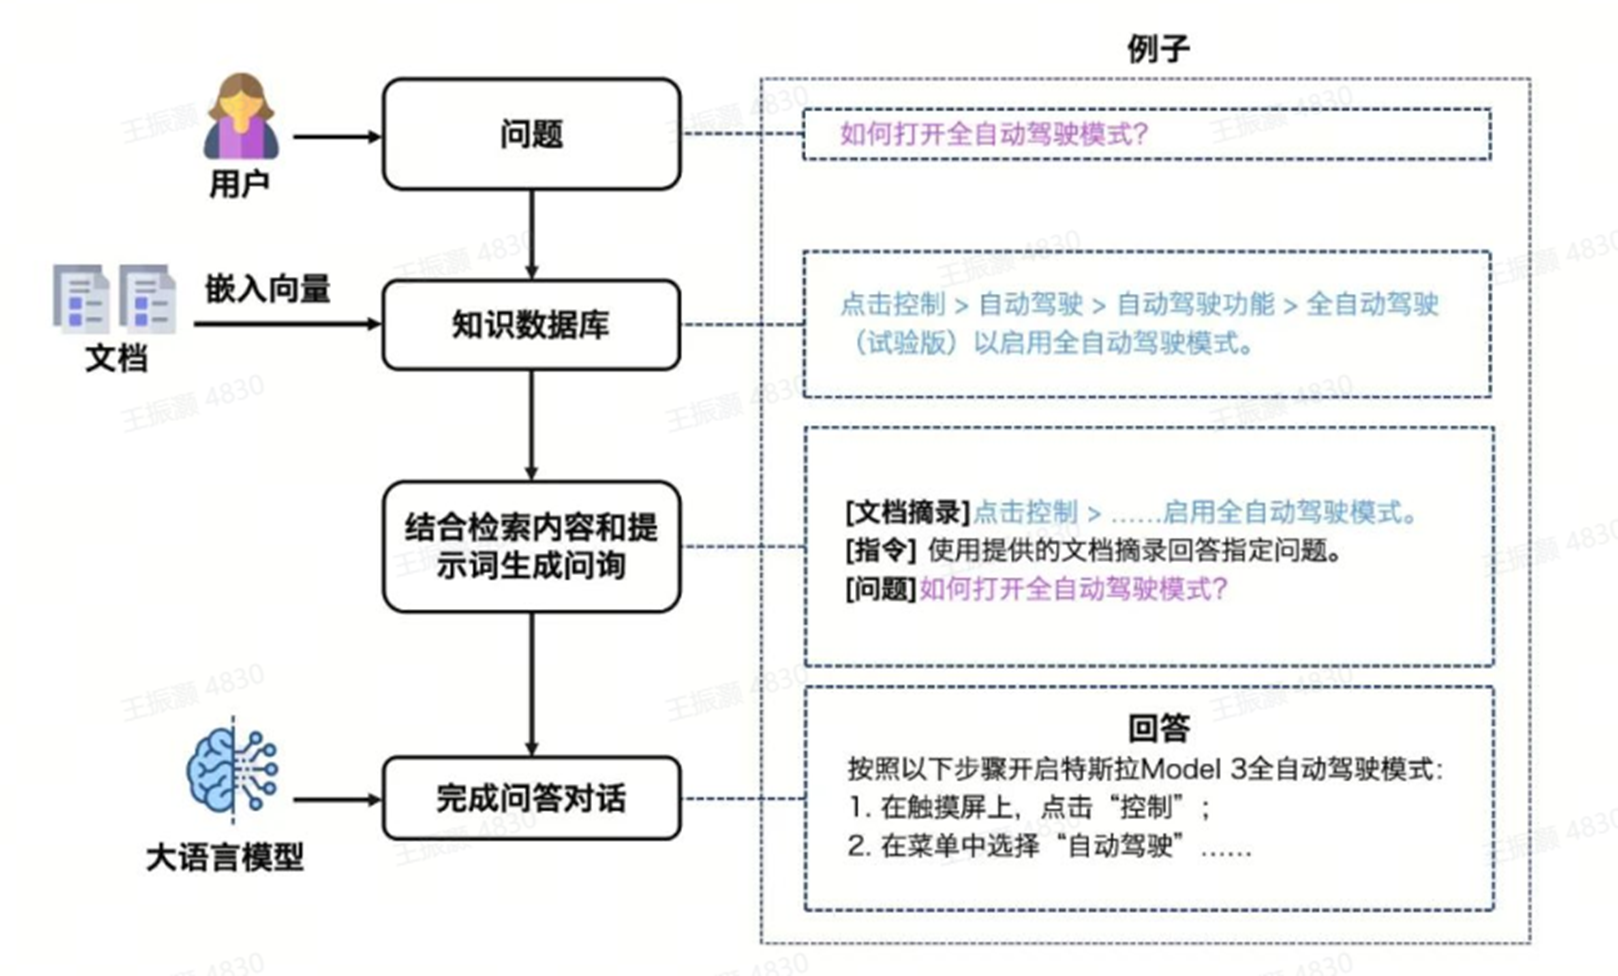 例子
问题
如何打开全自动驾驶模式?
用户
嵌入向量
文档
知识数据库
点击控制 > 自动驾驶 > 自动驾驶功能 > 全自动驾驶
（试验版）以启用全自动驾驶模式。
结合检索内容和提
示词生成问询
[文档摘录]点击控制 > ……启用全自动驾驶模式。
[指令] 使用提供的文档摘录回答指定问题。
[问题]如何打开全自动驾驶模式?
大语言模型
完成问答对话
回答
按照以下步骤开启特斯拉Model 3全自动驾驶模式：
1. 在触摸屏上，点击“控制”；
2. 在菜单中选择“自动驾驶”……
王振灏 4830